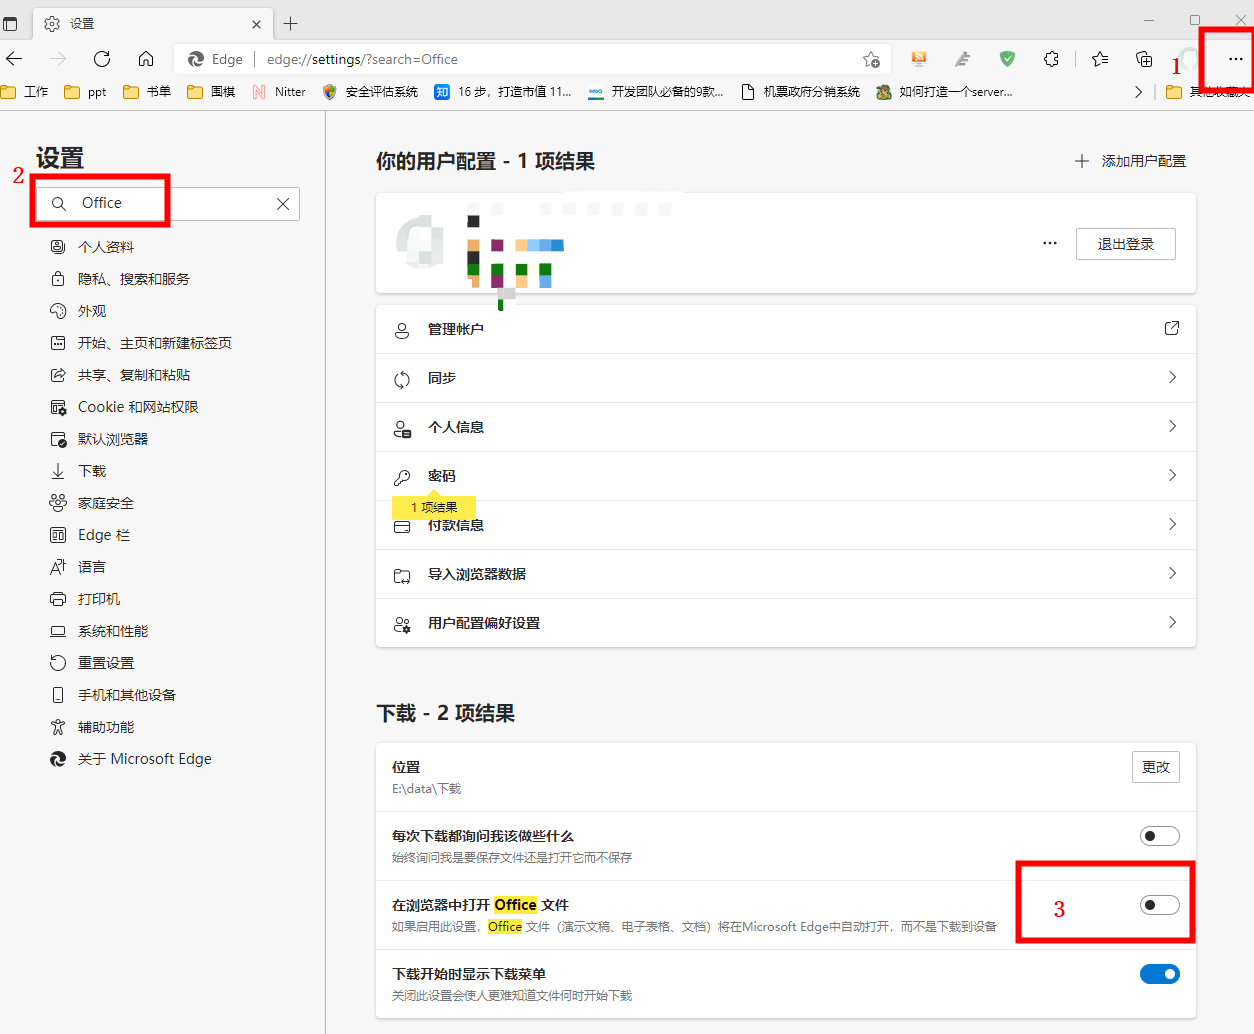 设置
Edge
edge://settings/?search=Office
1
工作
ppt
书单
围棋
Nitter
安全评估系统
知
16 步，打造市值 11...
InfoQ
开发团队必备的9款...
机票政府分销系统
如何打造一个server...
其他收藏夹
设置
2
Office
个人资料
隐私、搜索和服务
外观
开始、主页和新建标签页
共享、复制和粘贴
Cookie 和网站权限
默认浏览器
下载
家庭安全
Edge 栏
语言
打印机
系统和性能
重置设置
手机和其他设备
辅助功能
关于 Microsoft Edge
你的用户配置 - 1 项结果
添加用户配置
退出登录
管理帐户
同步
个人信息
密码
1 项结果
付款信息
导入浏览器数据
用户配置偏好设置
下载 - 2 项结果
位置
E:\data\下载
更改
每次下载都询问我该做些什么
始终询问我是要保存文件还是打开它而不保存
在浏览器中打开 Office 文件
如果启用此设置，Office 文件（演示文稿、电子表格、文档）将在Microsoft Edge中自动打开，而不是下载到设备
3
下载开始时显示下载菜单
关闭此设置会使人更难知道文件何时开始下载